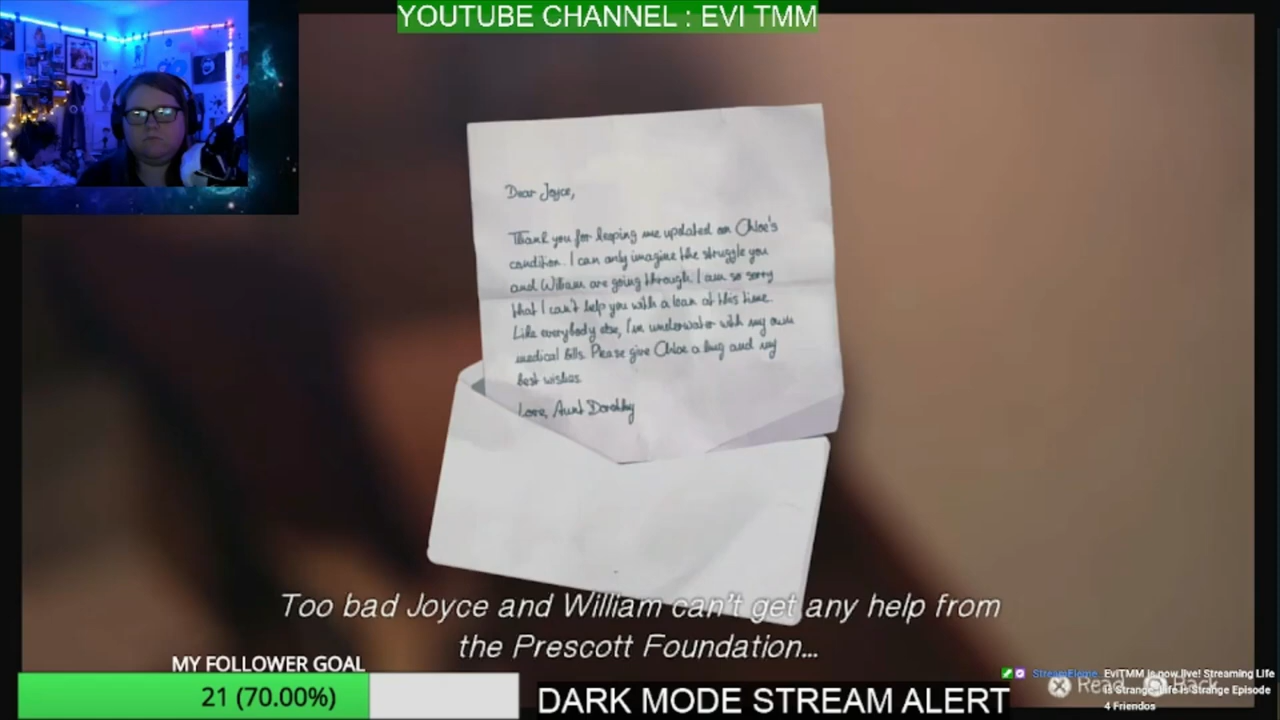 YOUTUBE CHANNEL : EVI TMM
Dear Joyce,
Thank you for keeping me updated on Chloe's
condition. I can only imagine the struggle you
and William are going through. I am so sorry
that I can't help you with a loan at this time.
Like everybody else, I'm underwater with my own
medical bills. Please give Chloe a hug and my
best wishes.
Love, Aunt Dorothy
Too bad Joyce and William can't get any help from
the Prescott Foundation...
MY FOLLOWER GOAL
21 (70.00%)
DARK MODE STREAM ALERT
EviTMM is now live! Streaming Life
is Strange Life is Strange Episode
4 Friendos
Read
Back